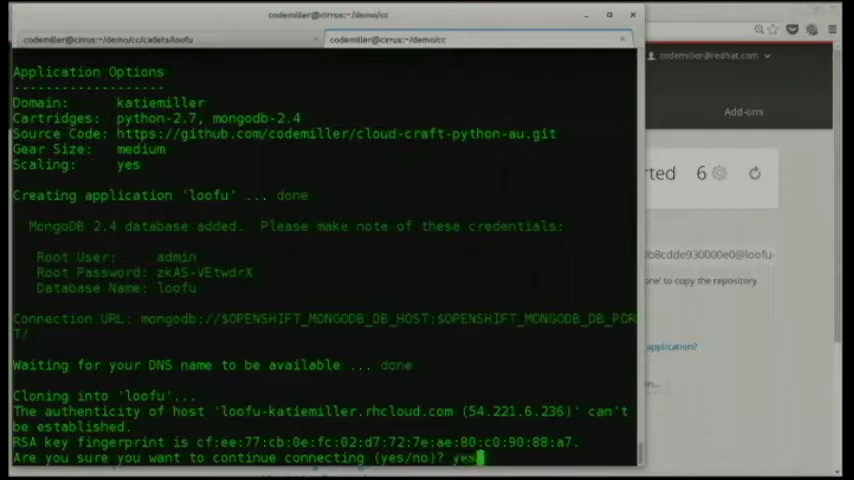 codemiller@cirrus:~/demo/cc
codemiller@cirrus:~/demo/cc/cadets/loofu
codemiller@cirrus:~/demo/cc
codemiller@redhat.com
Add-ons
Application Options
-------------------
Domain: katiemiller
Cartridges: python-2.7, mongodb-2.4
Source Code: https://github.com/codemiller/cloud-craft-python-au.git
Gear Size: medium
Scaling: yes
rted 6
Creating application 'loofu' ... done
MongoDB 2.4 database added. Please make note of these credentials:
b8cdde930000e0@loofu-
Root User: admin
Root Password: zkAS-VEtwdrX
Database Name: loofu
one' to copy the repository
Connection URL: mongodb://$OPENSHIFT_MONGODB_DB_HOST:$OPENSHIFT_MONGODB_DB_POR
T/
application?
Waiting for your DNS name to be available ... done
Cloning into 'loofu'...
The authenticity of host 'loofu-katiemiller.rhcloud.com (54.221.6.236)' can't
be established.
RSA key fingerprint is cf:ee:77:cb:0e:fc:02:d7:72:7e:ae:80:c0:90:88:a7.
Are you sure you want to continue connecting (yes/no)? yes